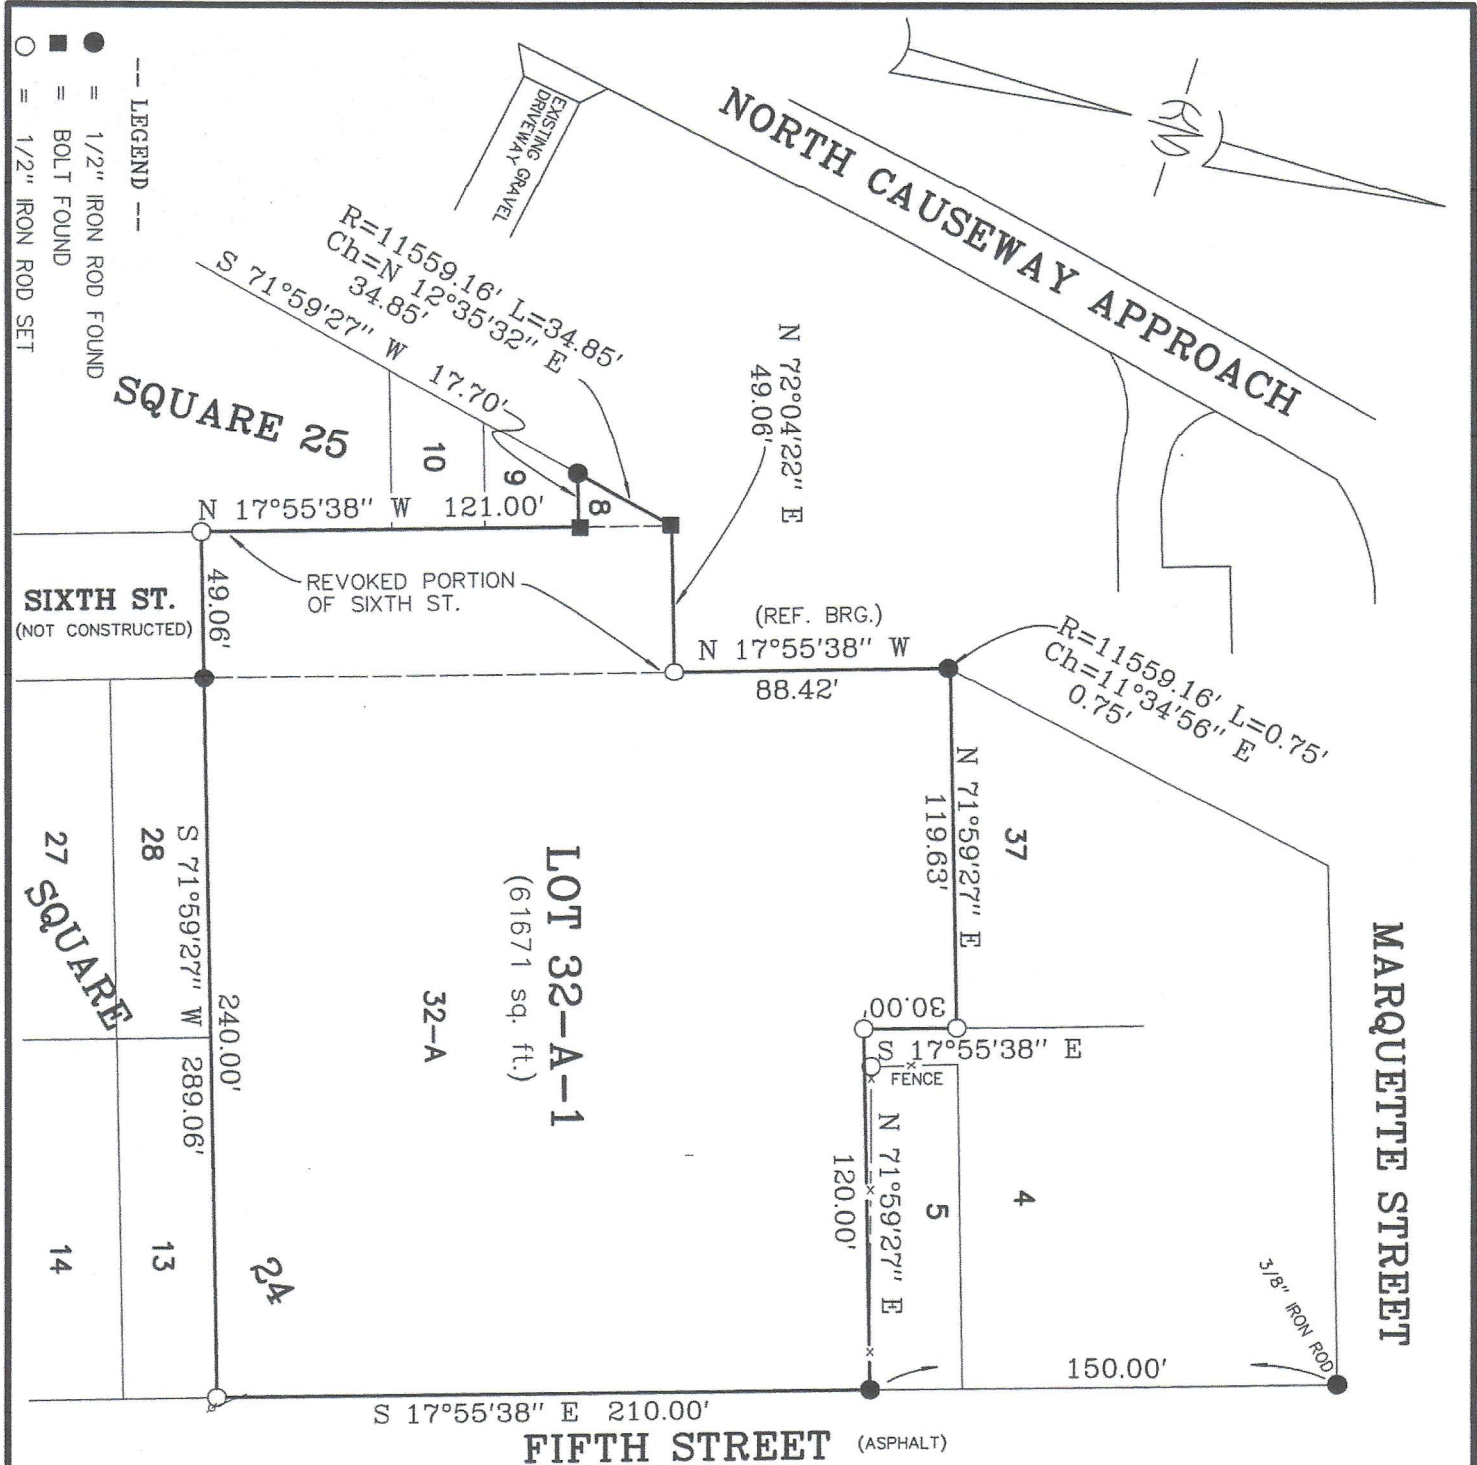 -- LEGEND --
● = 1/2" IRON ROD FOUND
■ = BOLT FOUND
○ = 1/2" IRON ROD SET
NORTH CAUSEWAY APPROACH
N
EXISTING GRAVEL
DRIVEWAY
R=11559.16' L=34.85'
Ch=N 12°35'32" E
34.85'
S 71°59'27" W 17.70'
SQUARE 25
10
9
8
N 72°04'22" E
49.06'
N 17°55'38" W 121.00'
REVOKED PORTION
OF SIXTH ST.
SIXTH ST.
(NOT CONSTRUCTED)
49.06'
(REF. BRG.)
N 17°55'38" W
88.42'
R=11559.16' L=0.75'
Ch=11°34'56" E
0.75'
N 71°59'27" E
119.63'
37
30.00'
S 17°55'38" E
FENCE
N 71°59'27" E
120.00'
5
4
MARQUETTE STREET
3/8" IRON ROD
150.00'
LOT 32-A-1
(61671 sq. ft.)
32-A
28
27
SQUARE
24
S 71°59'27" W 289.06'
240.00'
13
14
S 17°55'38" E 210.00'
FIFTH STREET (ASPHALT)